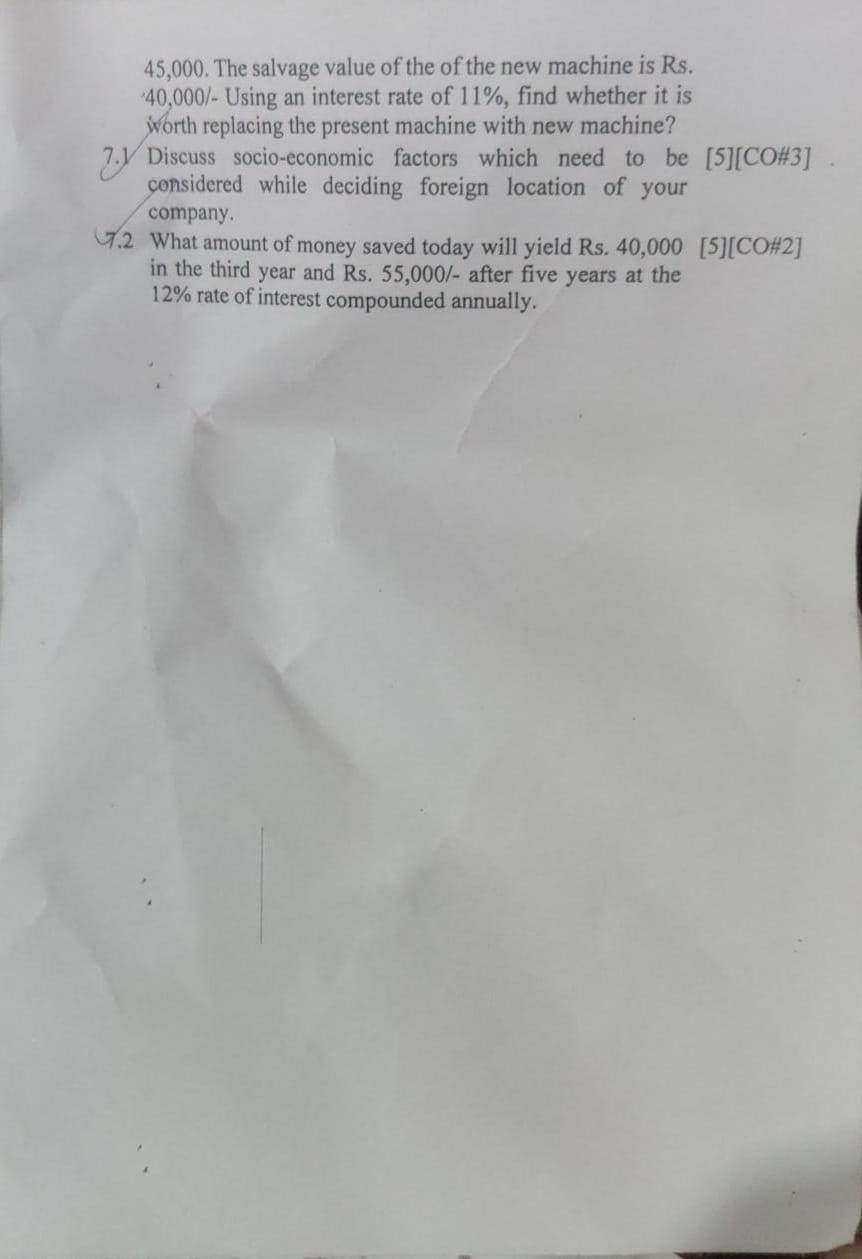 45,000. The salvage value of the of the new machine is Rs.
40,000/- Using an interest rate of 11%, find whether it is
worth replacing the present machine with new machine?
7.1 Discuss socio-economic factors which need to be [5][CO#3]
considered while deciding foreign location of your
company.
7.2 What amount of money saved today will yield Rs. 40,000 [5][CO#2]
in the third year and Rs. 55,000/- after five years at the
12% rate of interest compounded annually.